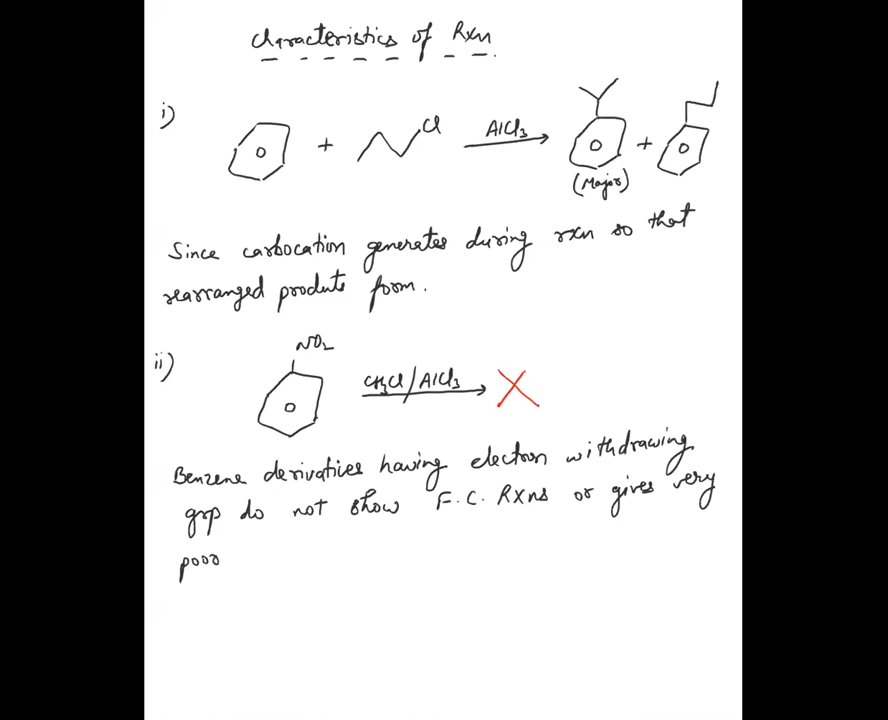 Characteristics of Rxn
i)
+ Cl AlCl3 +
(Major)
Since carbocation generates during rxn so that
rearranged products form.
ii) NO2
CH3Cl/AlCl3
Benzene derivatives having electron withdrawing
grp do not show F.C. Rxns or gives very
poor